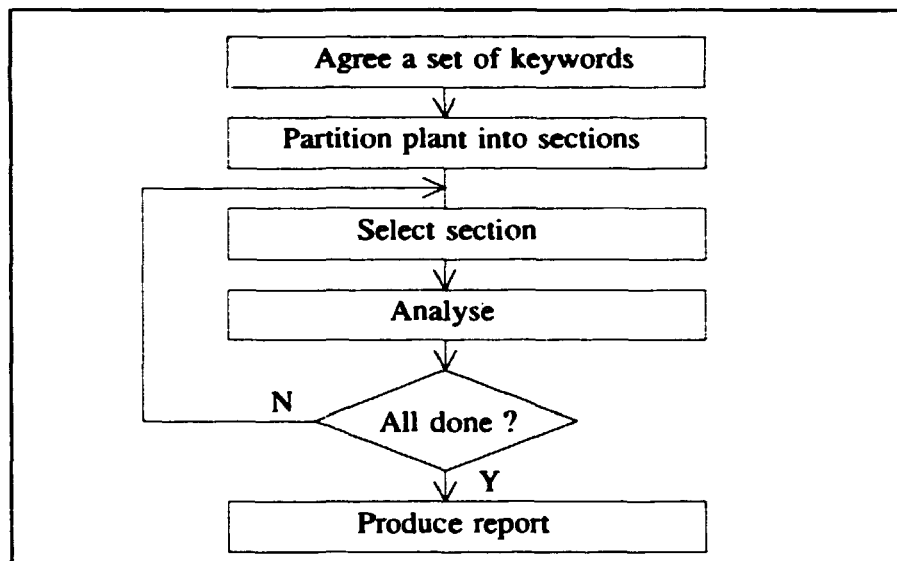 Agree a set of keywords
Partition plant into sections
Select section
Analyse
N
All done ?
Y
Produce report